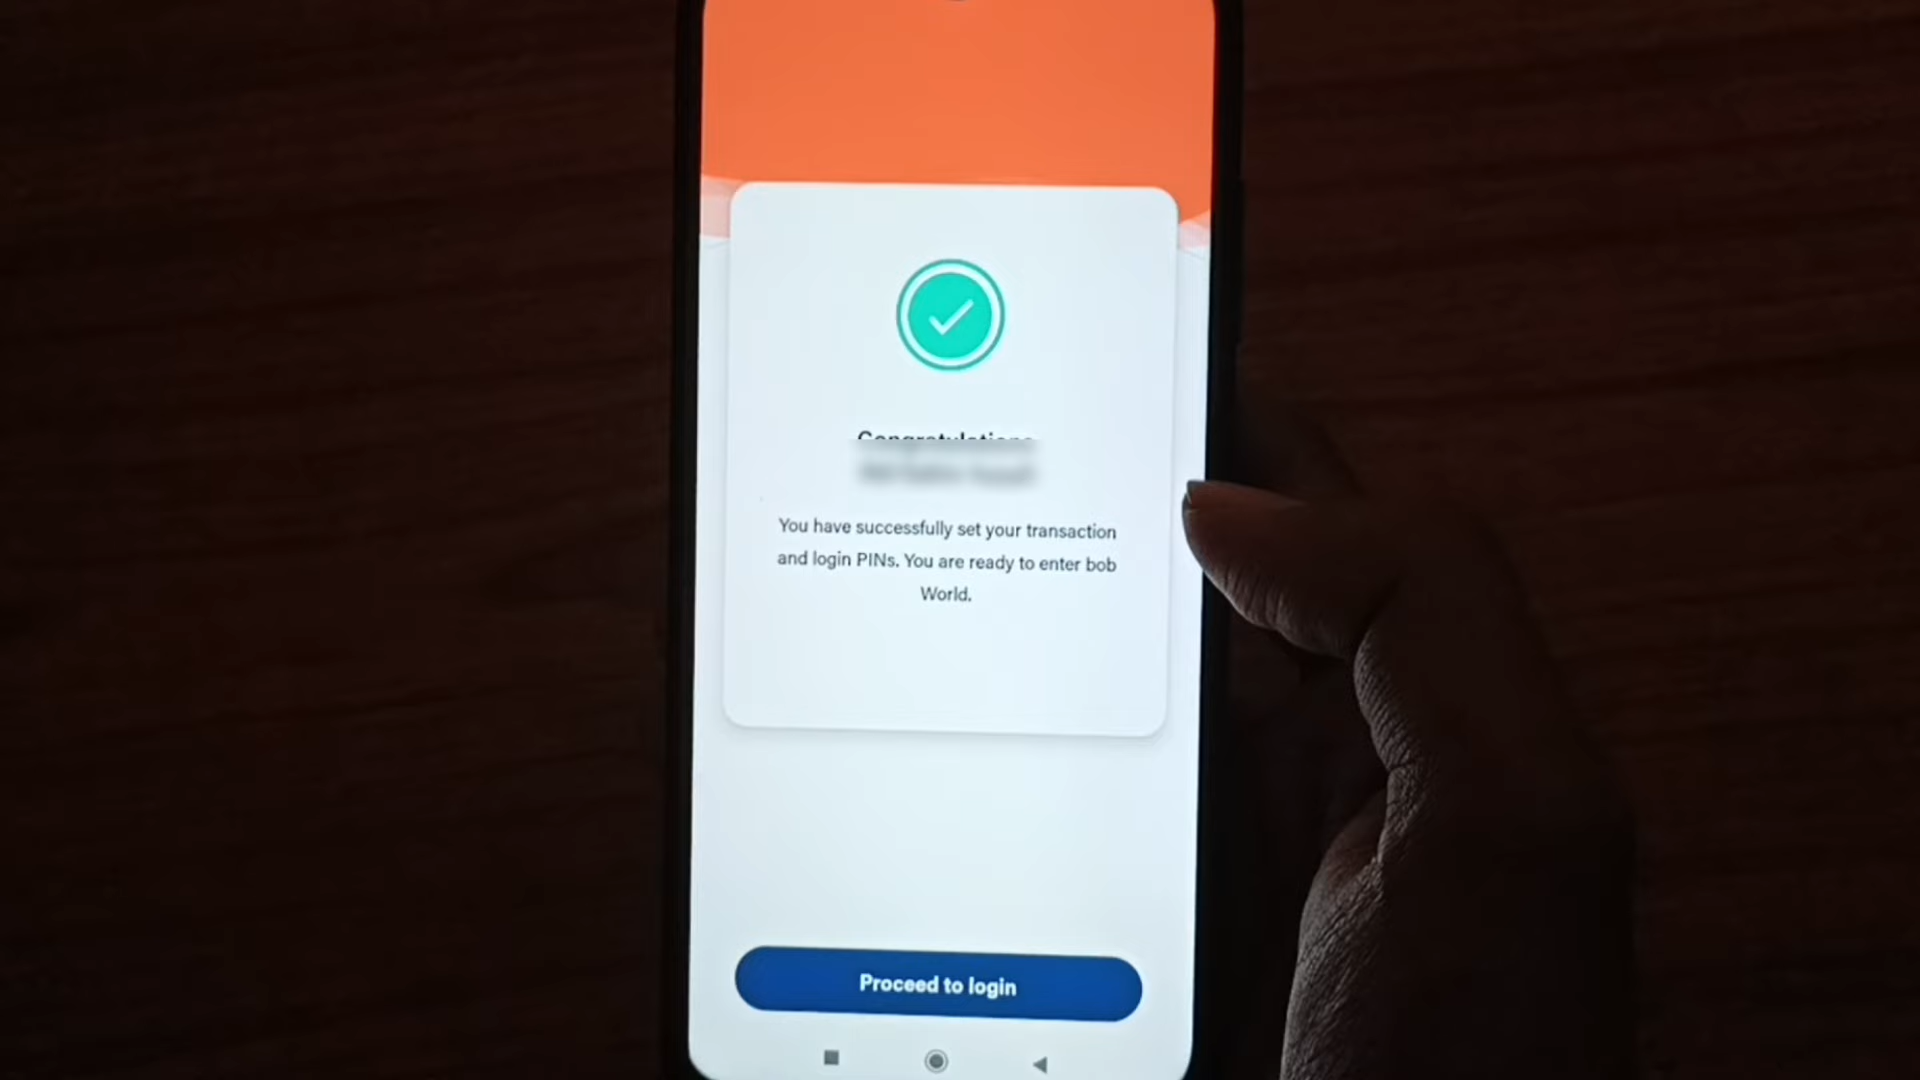 Congratulations
You have successfully set your transaction
and login PINs. You are ready to enter bob
World.
Proceed to login